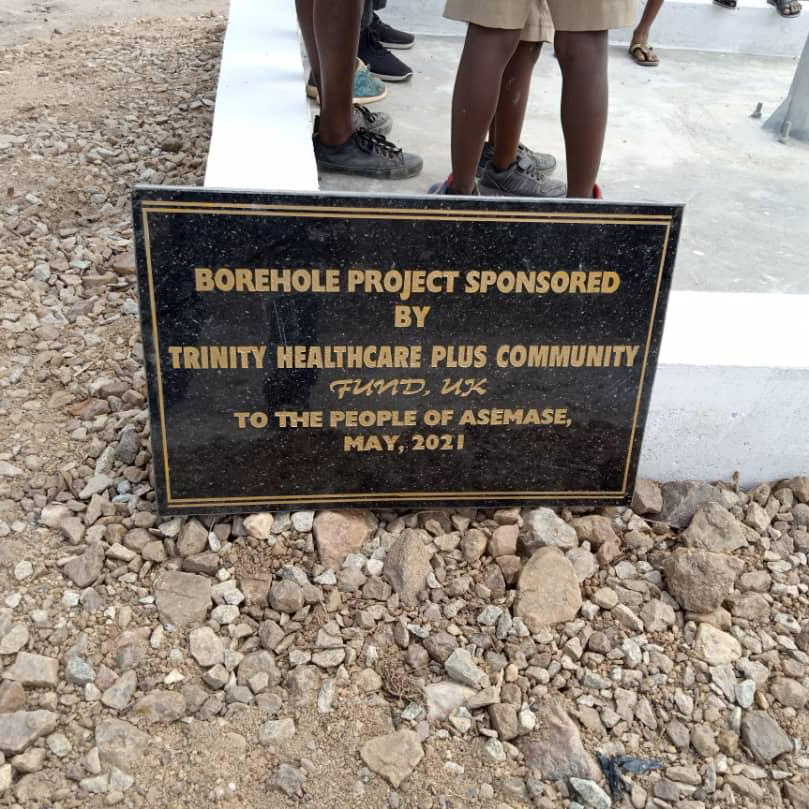 BOREHOLE PROJECT SPONSORED
BY
TRINITY HEALTHCARE PLUS COMMUNITY
FUND, UK
TO THE PEOPLE OF ASEMASE,
MAY, 2021